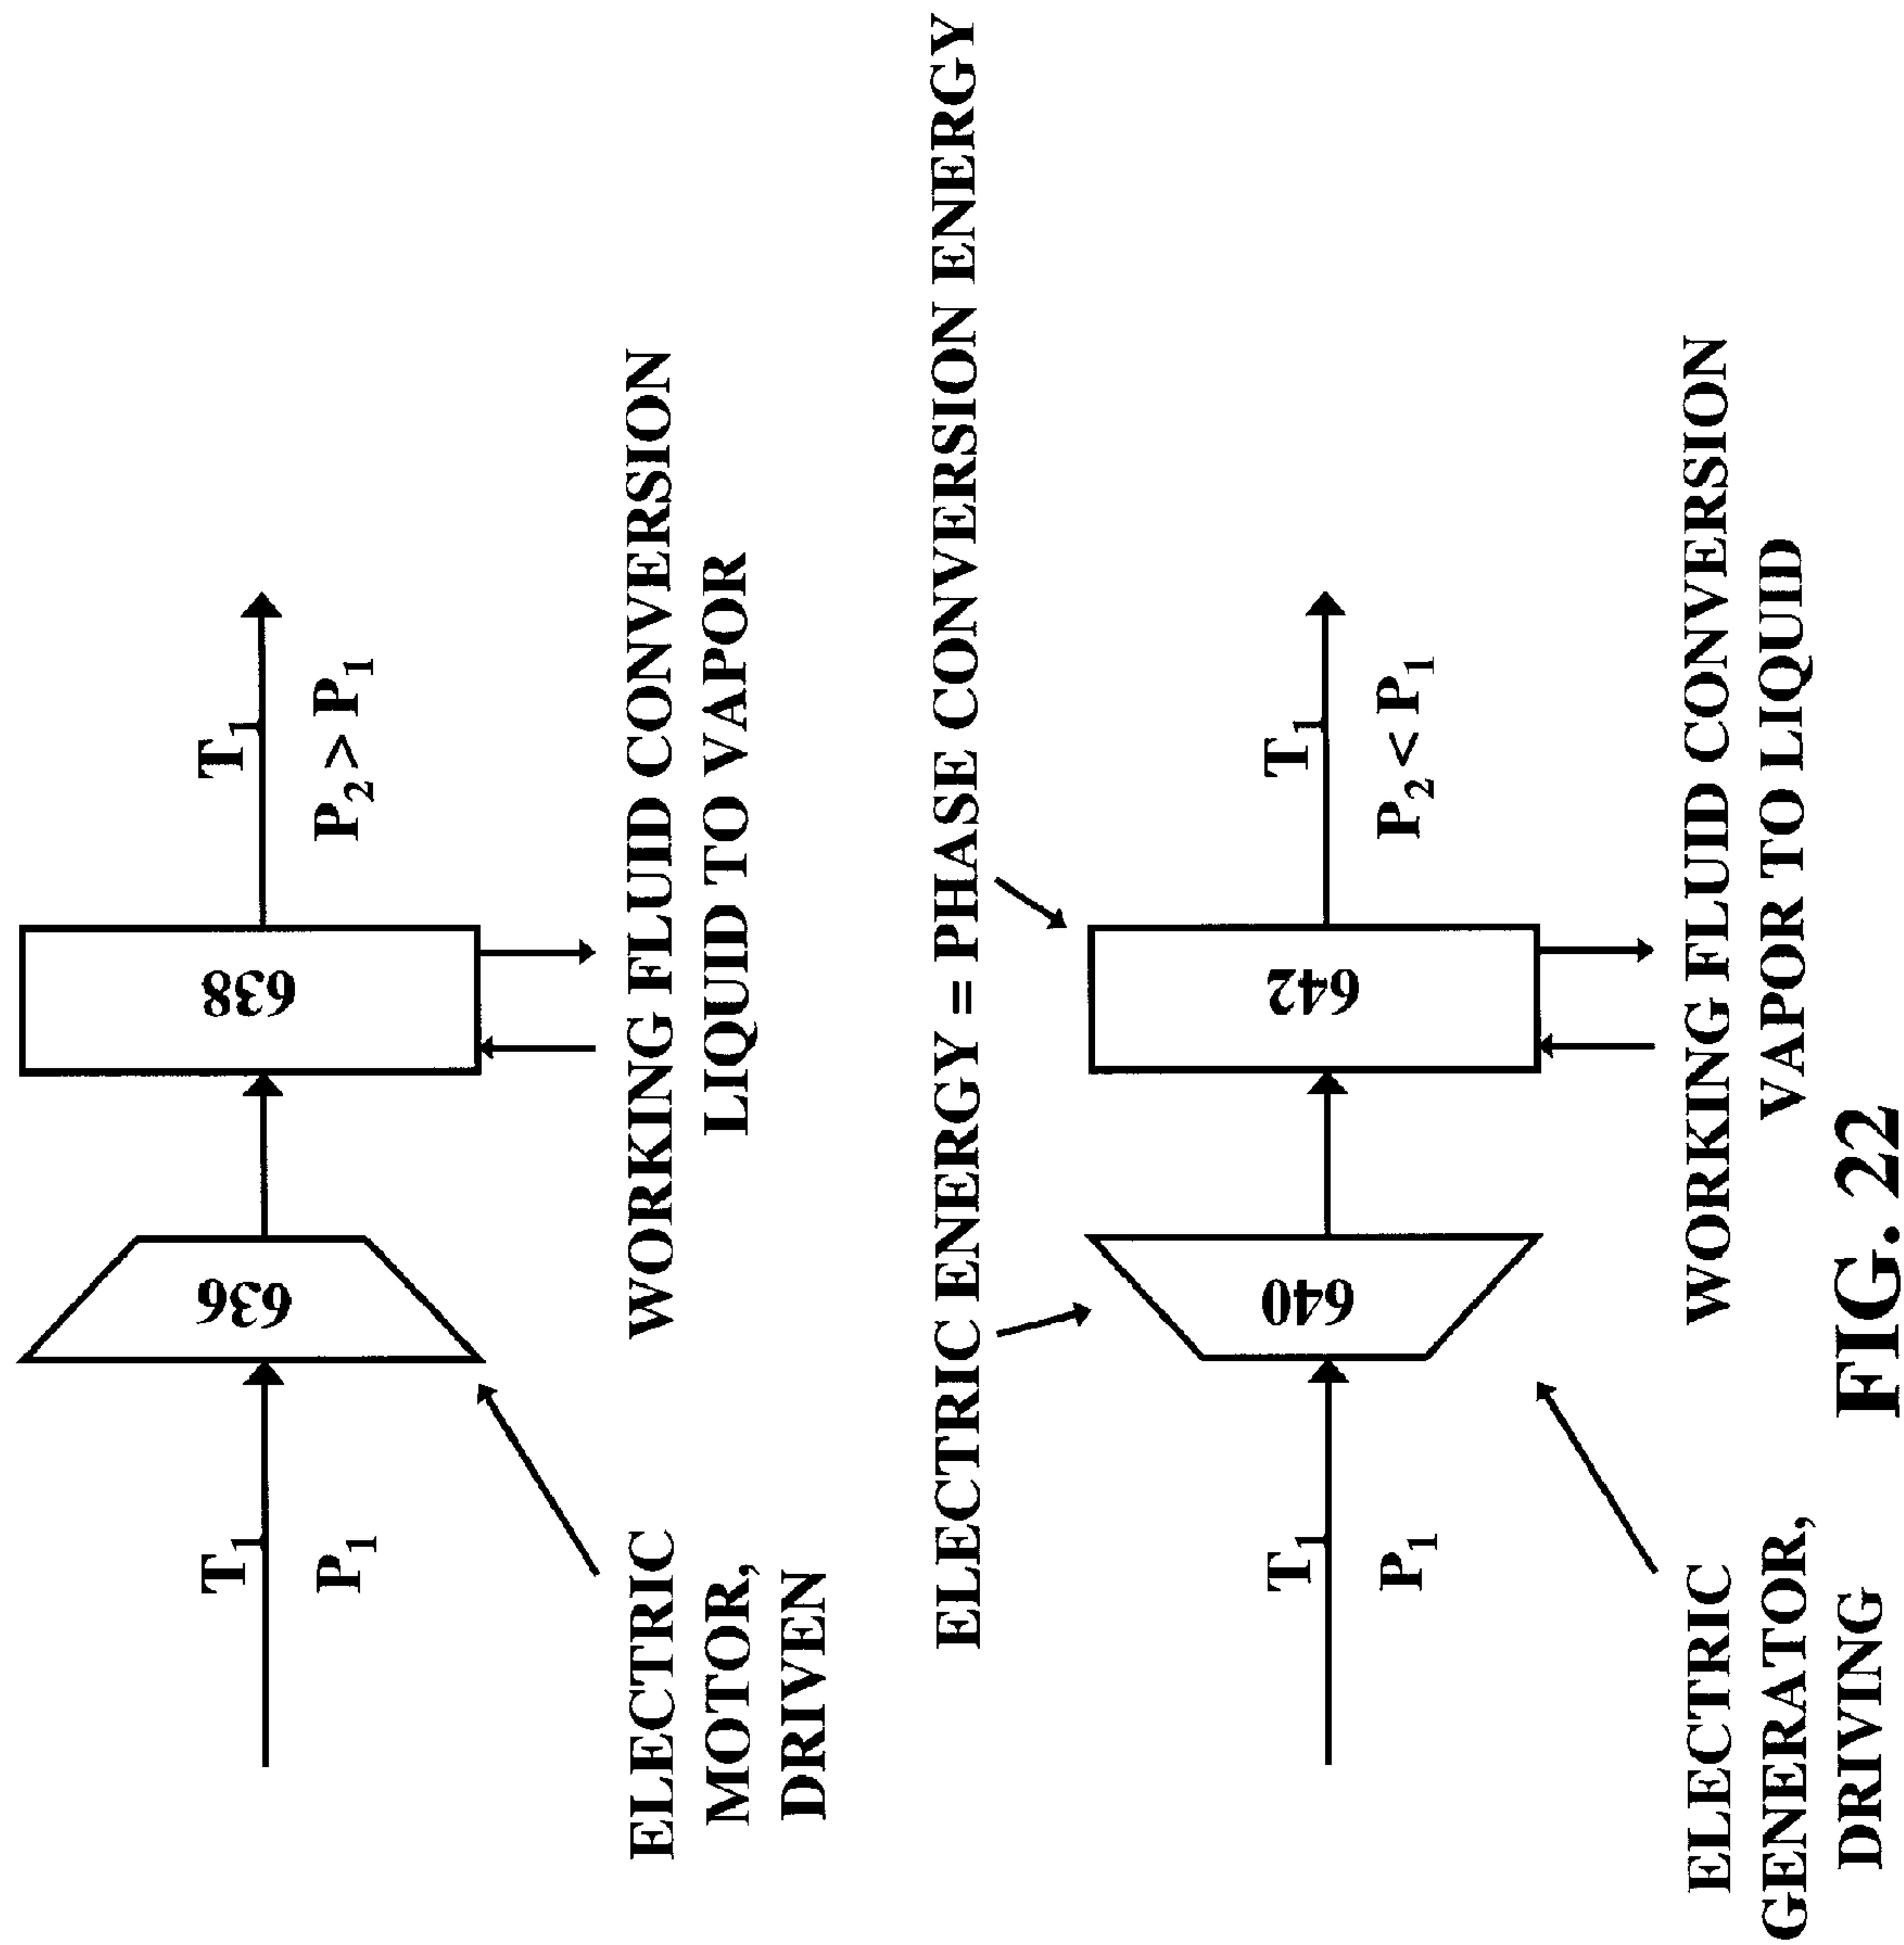 T1
T1
P1
P2 > P1
636
638
ELECTRIC
MOTOR,
DRIVEN
WORKING FLUID CONVERSION
LIQUID TO VAPOR
ELECTRIC ENERGY = PHASE CONVERSION ENERGY
T1
T1
P1
P2 < P1
640
642
ELECTRIC
GENERATOR,
DRIVING
WORKING FLUID CONVERSION
VAPOR TO LIQUID
FIG. 22